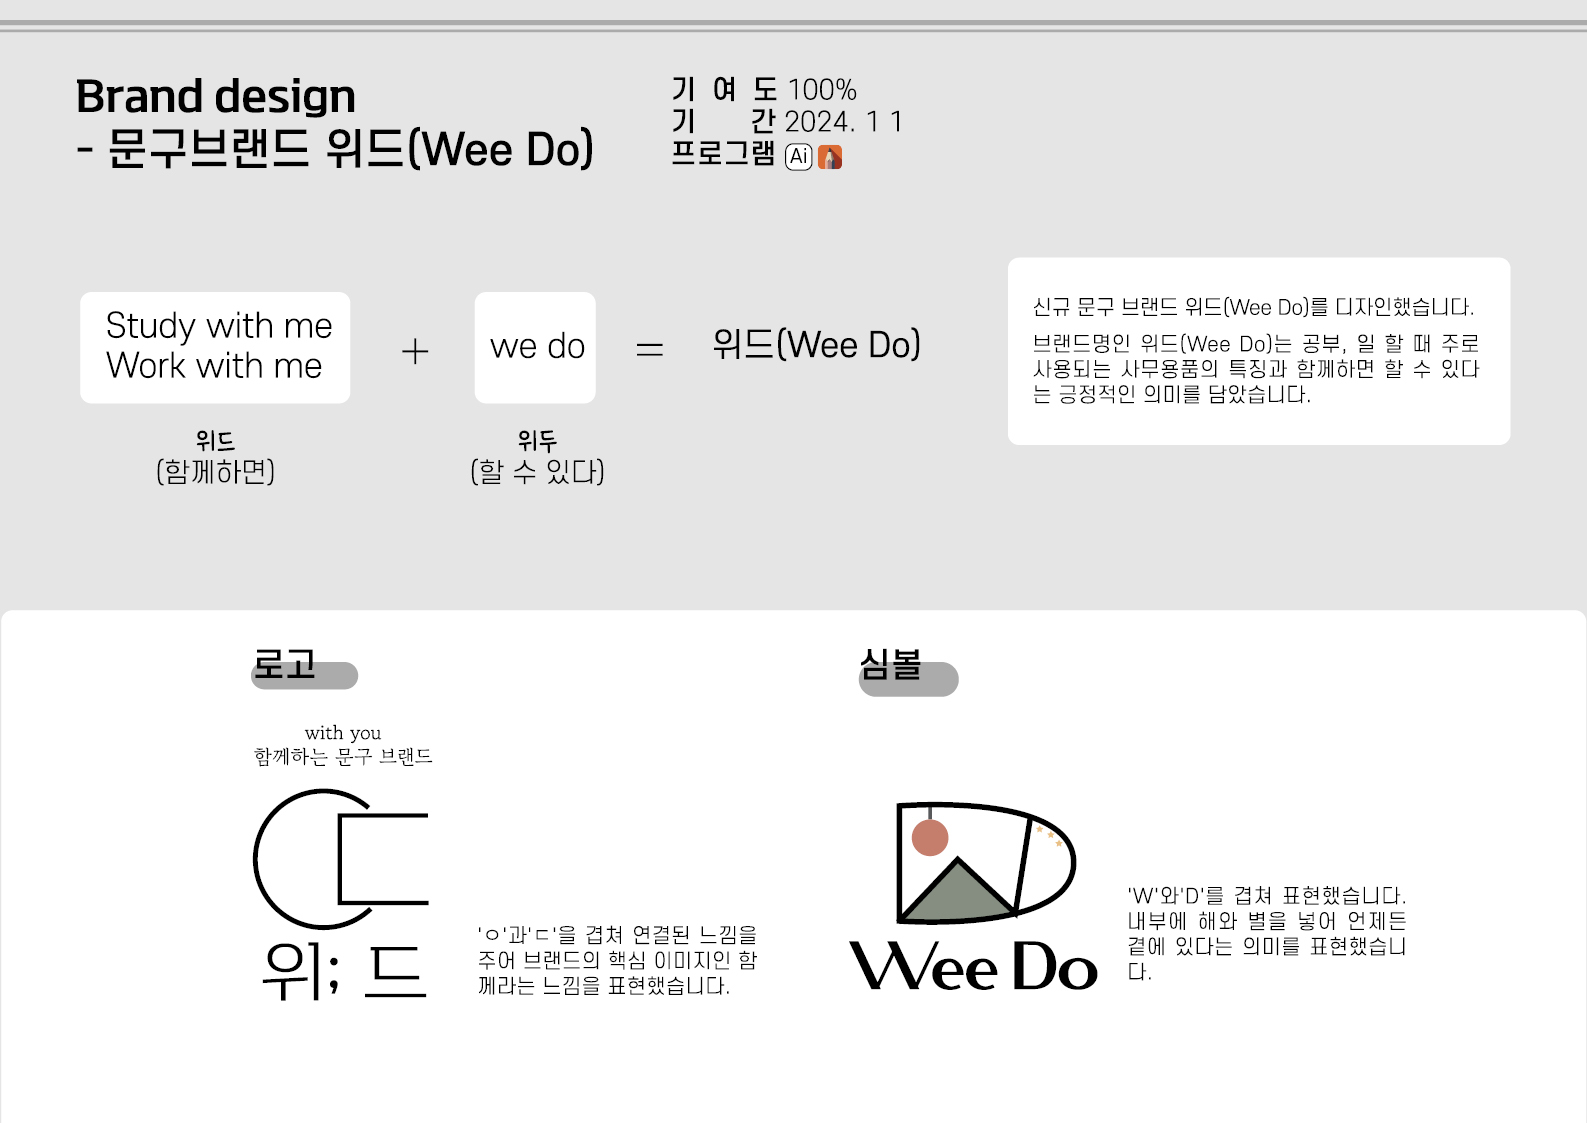 Brand design
- 문구브랜드 위드(Wee Do)
기 여 도 100%
기 간 2024. 1 1
프로그램 Ai
Study with me
Work with me
+
we do
=
위드(Wee Do)
위드
(함께하면)
위두
(할 수 있다)
신규 문구 브랜드 위드(Wee Do)를 디자인했습니다.
브랜드명인 위드(Wee Do)는 공부, 일 할 때 주로
사용되는 사무용품의 특징과 함께하면 할 수 있다
는 긍정적인 의미를 담았습니다.
로고
with you
함께하는 문구 브랜드
위; 드
'ㅇ'과'ㄷ'을 겹쳐 연결된 느낌을
주어 브랜드의 핵심 이미지인 함
께라는 느낌을 표현했습니다.
심볼
Wee Do
'W'와'D'를 겹쳐 표현했습니다.
내부에 해와 별을 넣어 언제든
곁에 있다는 의미를 표현했습니
다.